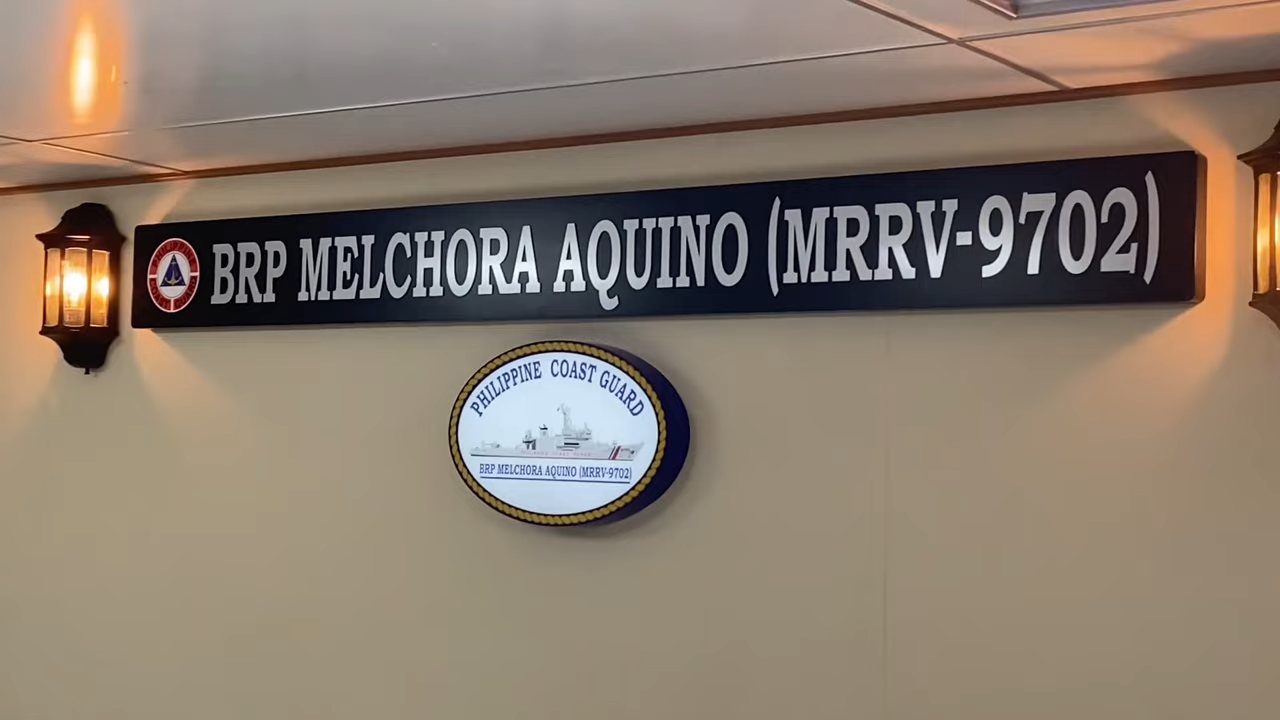 BRP MELCHORA AQUINO (MRRV-9702)
PHILIPPINE COAST GUARD
BRP MELCHORA AQUINO (MRRV-9702)